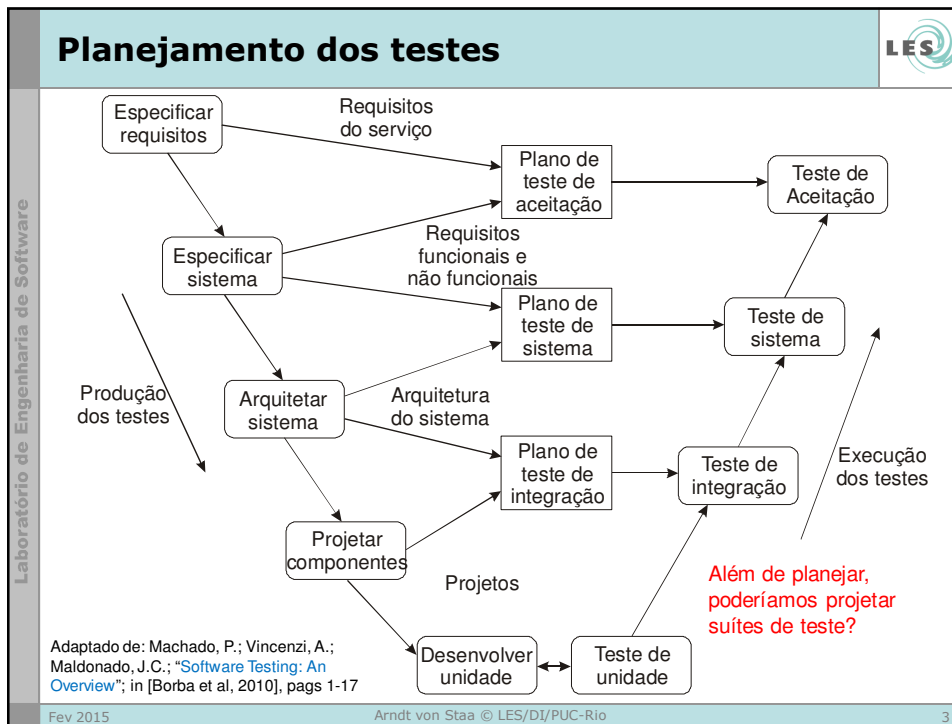 Planejamento dos testes
LES
Laboratório de Engenharia de Software
Especificar
requisitos
Requisitos
do serviço
Plano de
teste de
aceitação
Teste de
Aceitação
Especificar
sistema
Requisitos
funcionais e
não funcionais
Plano de
teste de
sistema
Teste de
sistema
Produção
dos testes
Arquitetar
sistema
Arquitetura
do sistema
Plano de
teste de
integração
Teste de
integração
Execução
dos testes
Projetar
componentes
Projetos
Além de planejar,
poderíamos projetar
suítes de teste?
Desenvolver
unidade
Teste de
unidade
Adaptado de: Machado, P.; Vincenzi, A.;
Maldonado, J.C.; “Software Testing: An
Overview”; in [Borba et al, 2010], pags 1-17
Fev 2015
Arndt von Staa © LES/DI/PUC-Rio
3